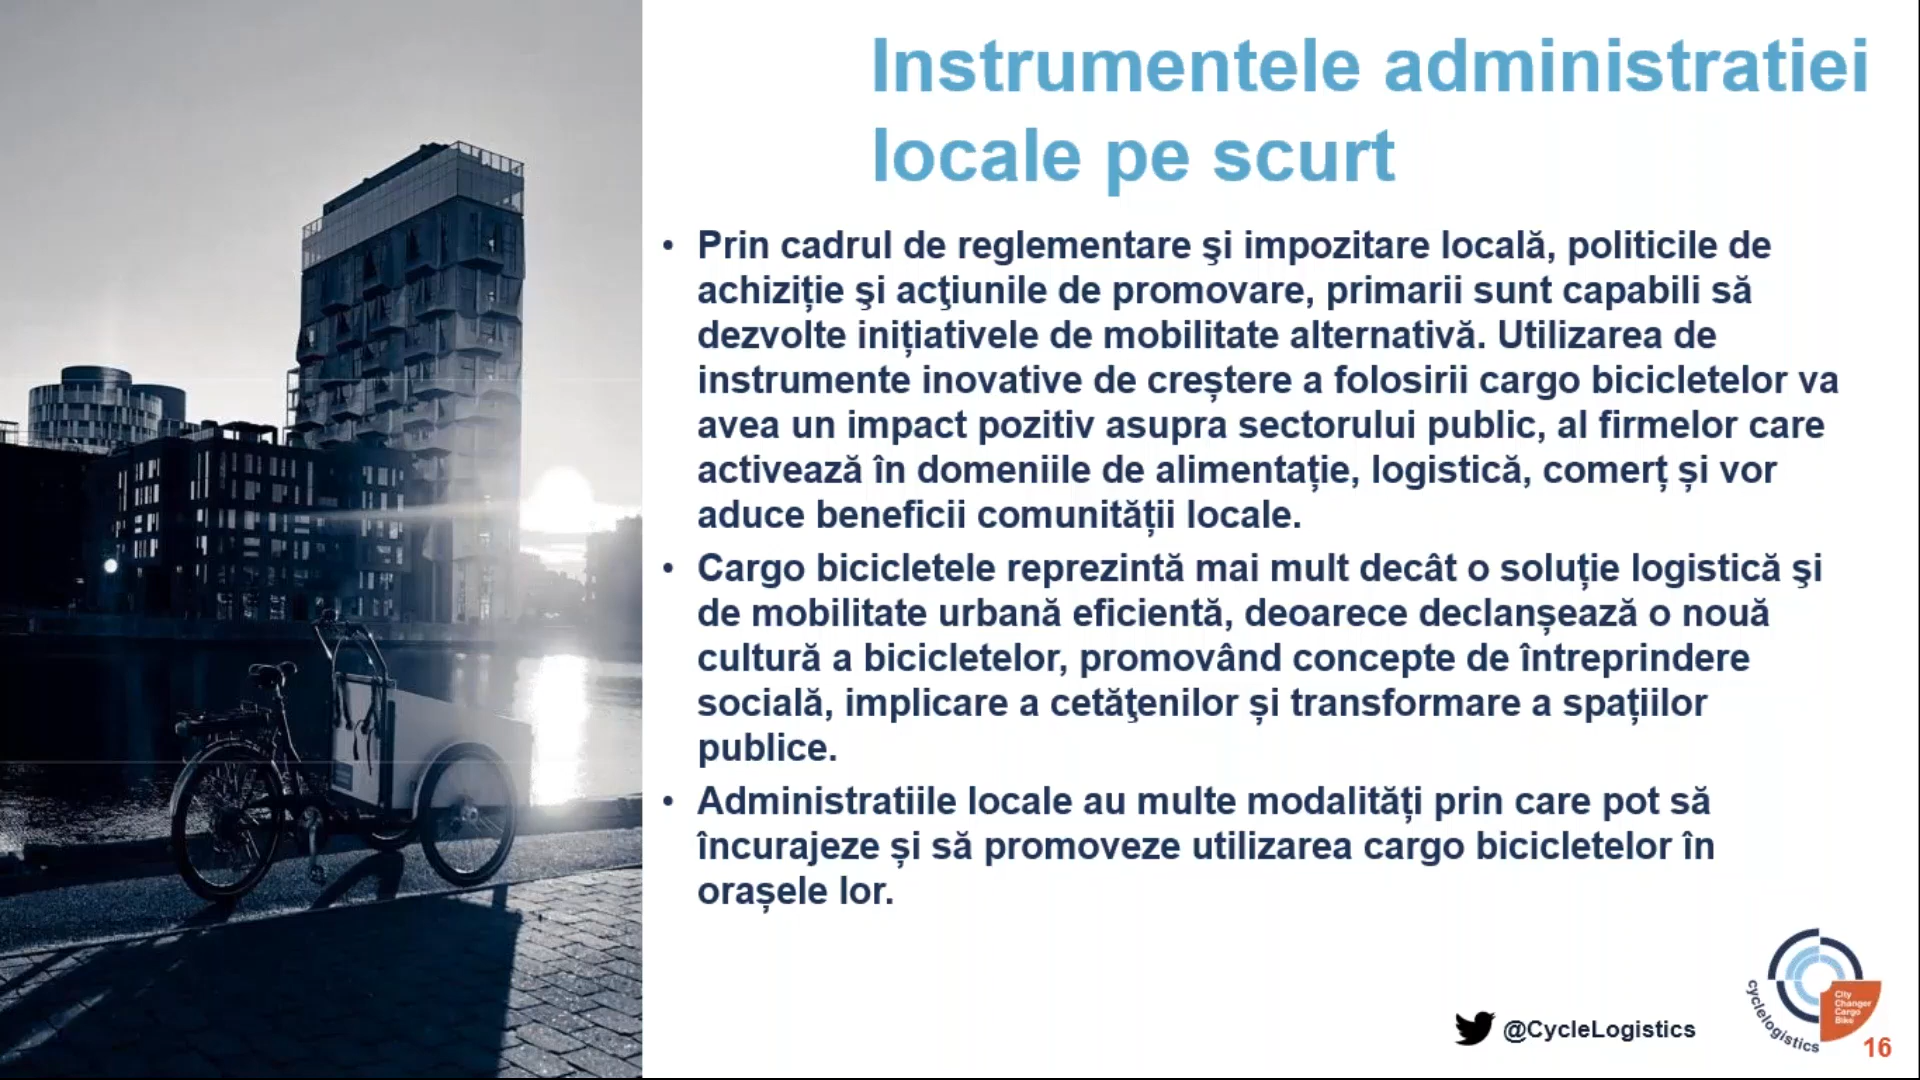 Instrumentele administratiei
locale pe scurt
• Prin cadrul de reglementare şi impozitare locală, politicile de
achiziție şi acţiunile de promovare, primarii sunt capabili să
dezvolte inițiativele de mobilitate alternativă. Utilizarea de
instrumente inovative de creștere a folosirii cargo bicicletelor va
avea un impact pozitiv asupra sectorului public, al firmelor care
activează în domeniile de alimentație, logistică, comerț și vor
aduce beneficii comunității locale.
• Cargo bicicletele reprezintă mai mult decât o soluție logistică şi
de mobilitate urbană eficientă, deoarece declanșează o nouă
cultură a bicicletelor, promovând concepte de întreprindere
socială, implicare a cetăţenilor și transformare a spațiilor
publice.
• Administratiile locale au multe modalități prin care pot să
încurajeze și să promoveze utilizarea cargo bicicletelor în
orașele lor.
@CycleLogistics
cyclelogistics
City
Changer
Cargo
Bike
16